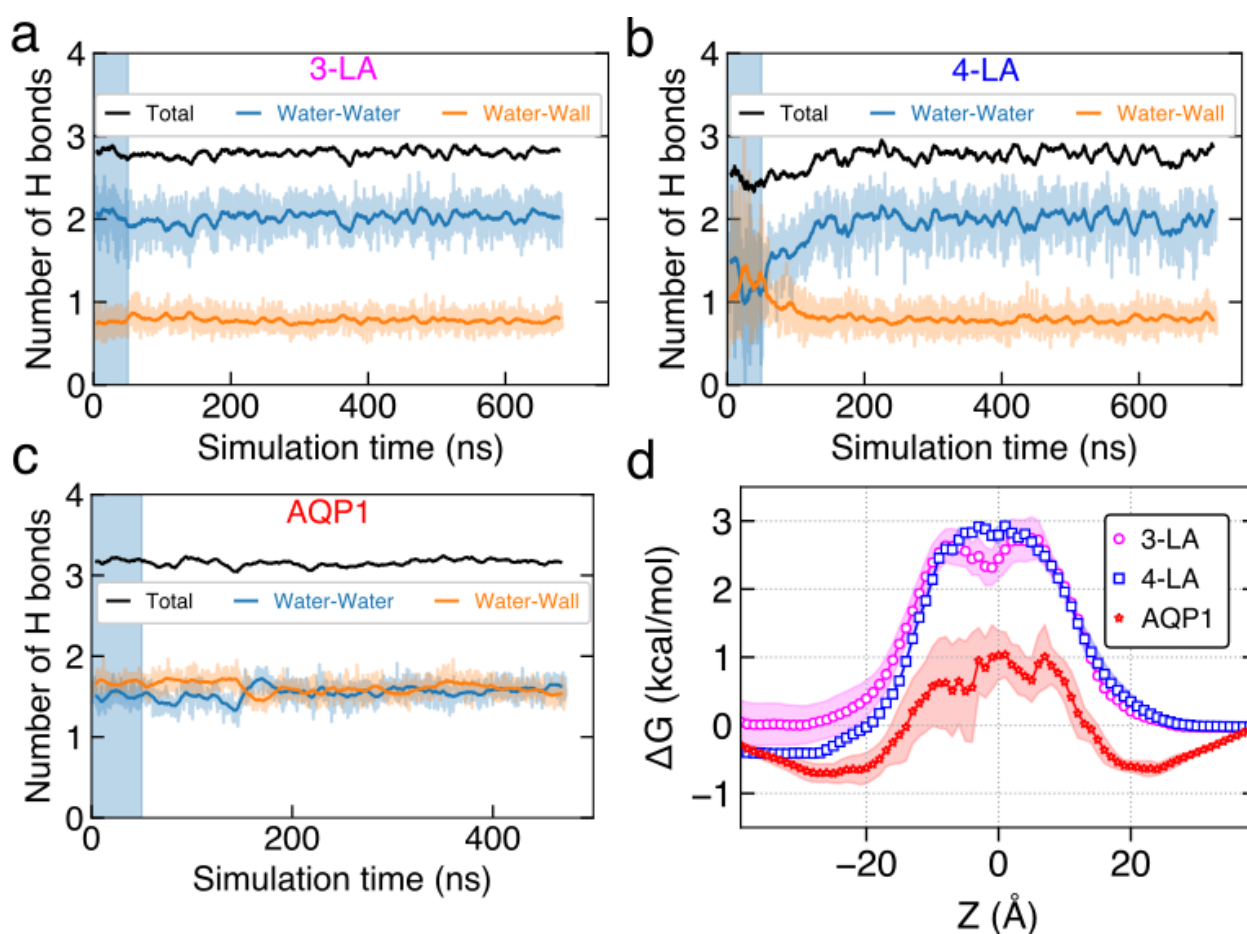 a
3-LA
Total Water-Water Water-Wall
Number of H bonds
4
3
2
1
0
0 200 400 600
Simulation time (ns)
b
4-LA
Total Water-Water Water-Wall
Number of H bonds
4
3
2
1
0
0 200 400 600
Simulation time (ns)
c
AQP1
Total Water-Water Water-Wall
Number of H bonds
4
3
2
1
0
0 200 400
Simulation time (ns)
d
3-LA
4-LA
AQP1
ΔG (kcal/mol)
3
2
1
0
−1
−20 0 20
Z (Å)